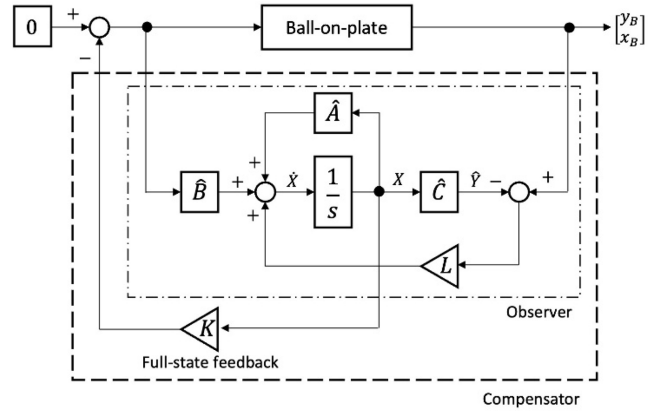 0
+
−
Ball-on-plate
[y_B
x_B]
Â
+
B̂
+
+
Ẋ
1
s
X
Ĉ
Ŷ
−
+
L
Observer
K
Full-state feedback
Compensator